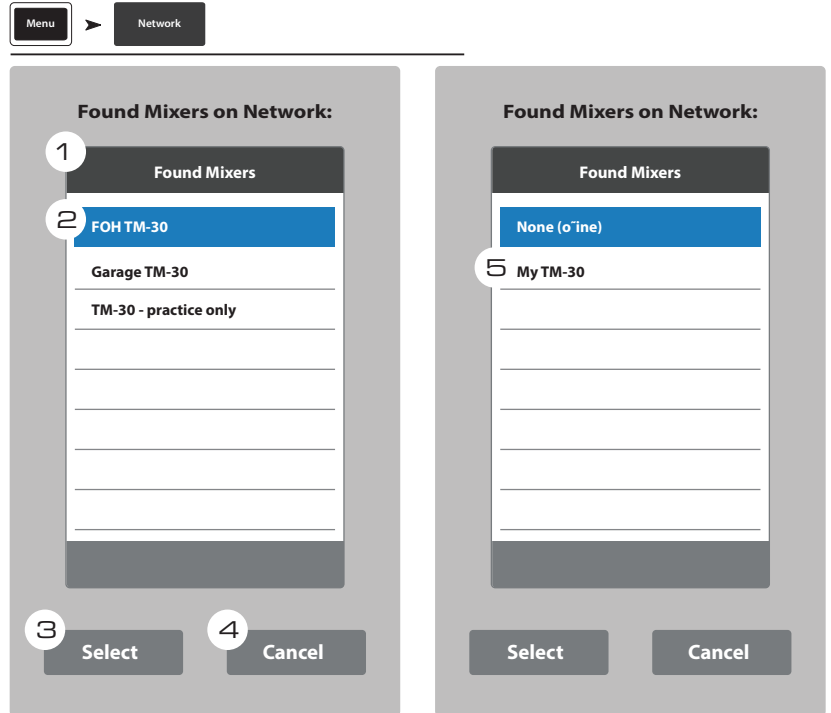 Menu
Network
Found Mixers on Network:
1
Found Mixers
2
FOH TM-30
Garage TM-30
TM-30 - practice only
3
Select
4
Cancel
Found Mixers on Network:
Found Mixers
None (o˜ine)
5
My TM-30
Select
Cancel